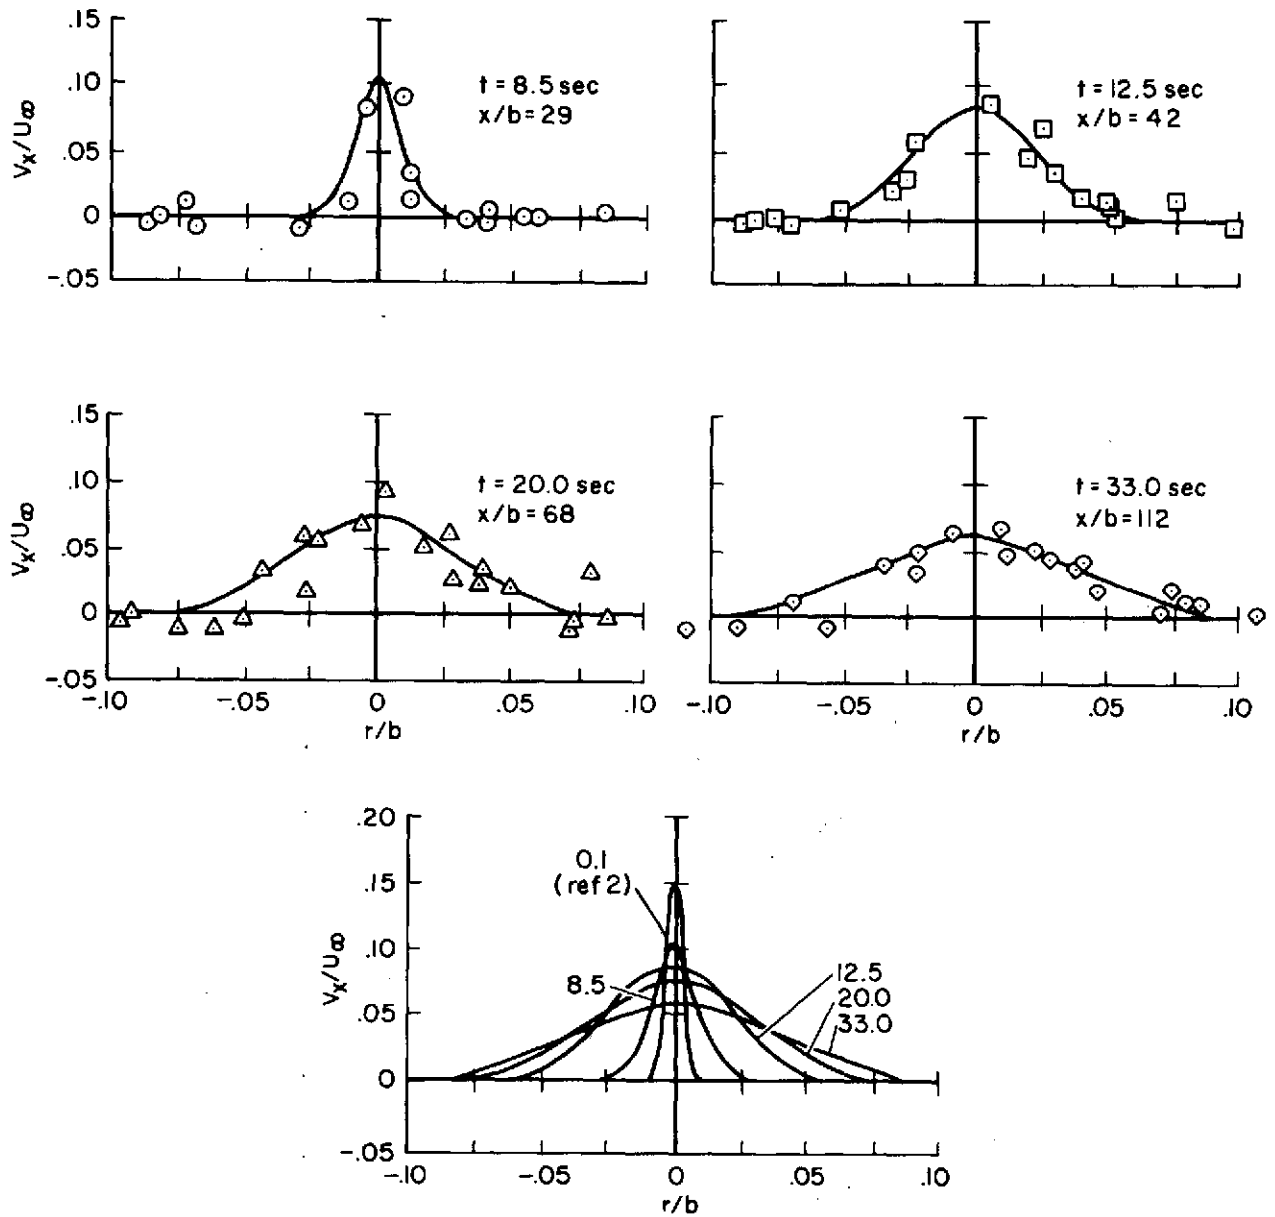 .15
.10
.05
0
-.05
Vx/U∞
t = 8.5 sec
x/b = 29
t = 12.5 sec
x/b = 42
.15
.10
.05
0
-.05
Vx/U∞
t = 20.0 sec
x/b = 68
-.10 -.05 0 .05 .10
r/b
t = 33.0 sec
x/b = 112
-.10 -.05 0 .05 .10
r/b
.20
.15
.10
.05
0
-.05
Vx/U∞
0.1
(ref 2)
8.5
12.5
20.0
33.0
-.10 -.05 0 .05 .10
r/b